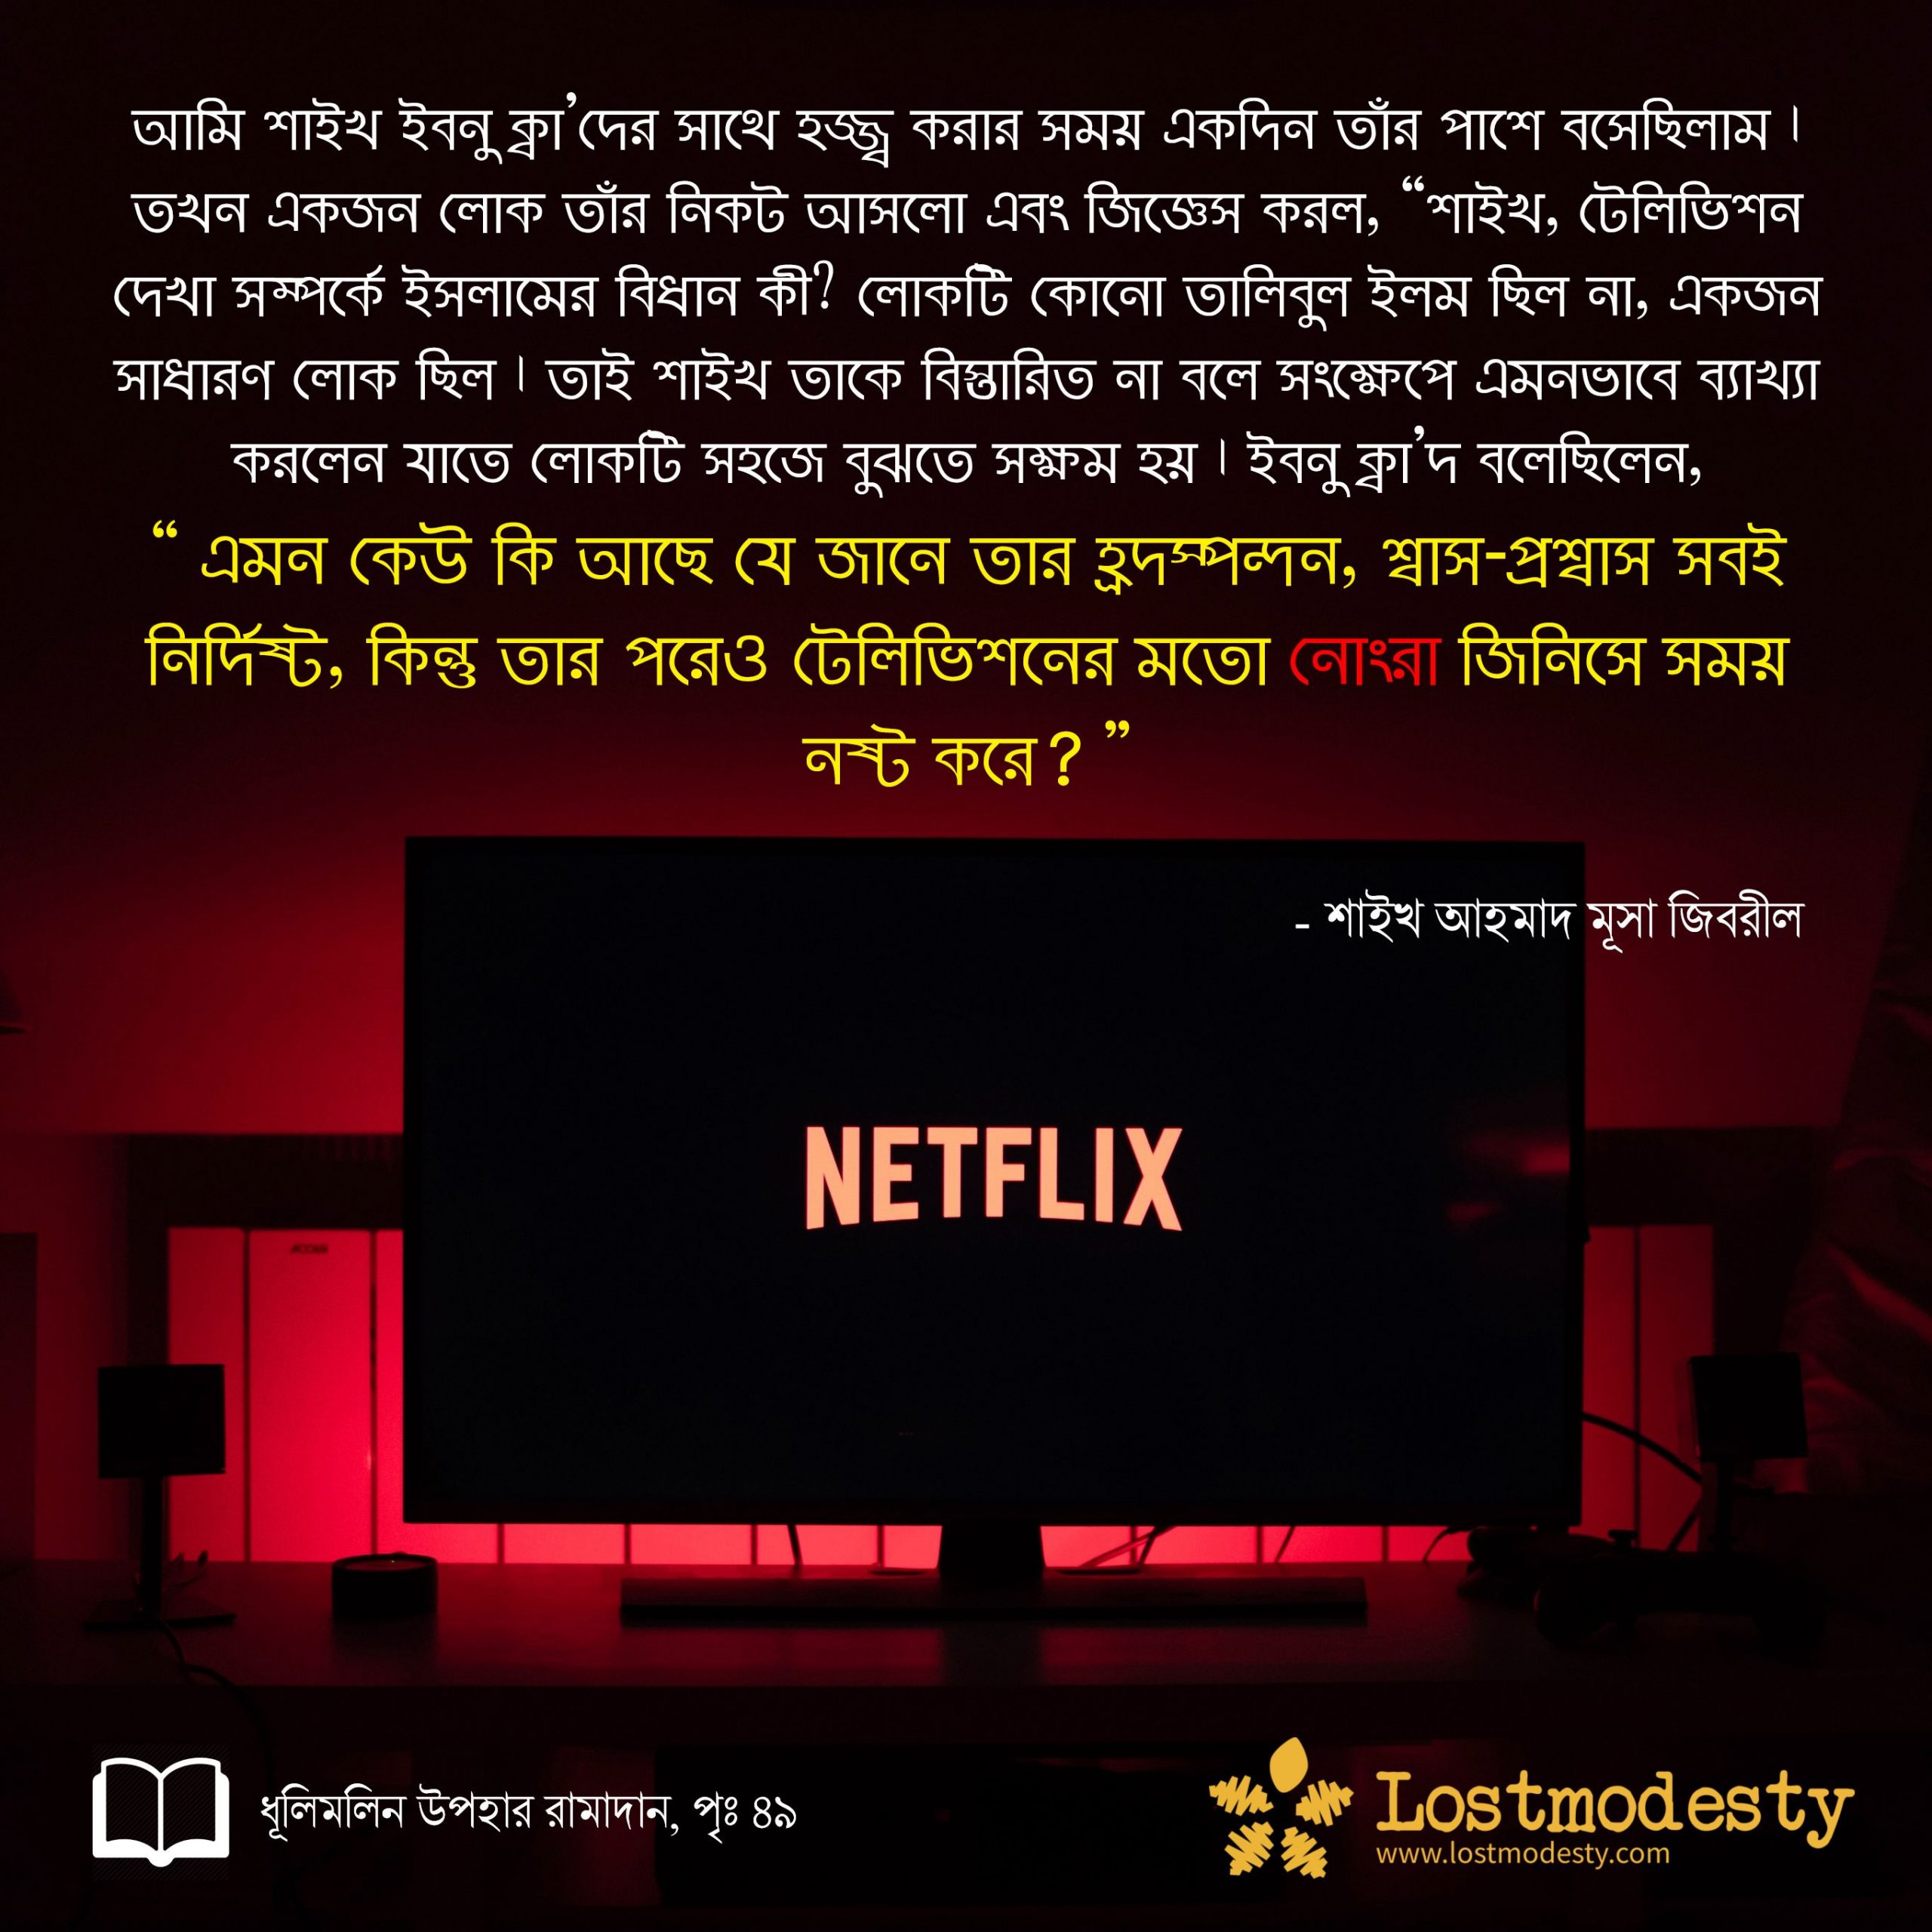 আমি শাইখ ইবনু ক্বা’দের সাথে হজ্জ্ব করার সময় একদিন তাঁর পাশে বসেছিলাম।
তখন একজন লোক তাঁর নিকট আসলো এবং জিজ্ঞেস করল, “শাইখ, টেলিভিশন
দেখা সম্পর্কে ইসলামের বিধান কী? লোকটি কোনো তালিবুল ইলম ছিল না, একজন
সাধারণ লোক ছিল। তাই শাইখ তাকে বিস্তারিত না বলে সংক্ষেপে এমনভাবে ব্যাখ্যা
করলেন যাতে লোকটি সহজে বুঝতে সক্ষম হয়। ইবনু ক্বা’দ বলেছিলেন,
“ এমন কেউ কি আছে যে জানে তার হৃদস্পন্দন, শ্বাস-প্রশ্বাস সবই
নির্দিষ্ট, কিন্তু তার পরেও টেলিভিশনের মতো নোংরা জিনিসে সময়
নষ্ট করে? ”
- শাইখ আহমাদ মূসা জিবরীল
NETFLIX
ধূলিমলিন উপহার রামাদান, পৃঃ ৪৯
Lostmodesty
www.lostmodesty.com